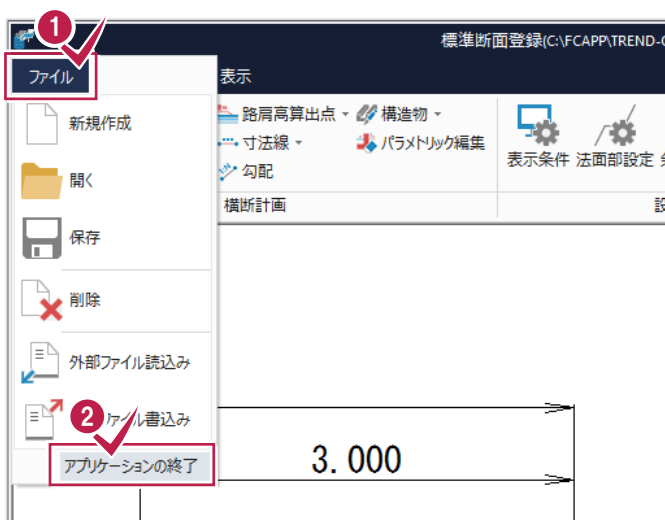 1
標準断面登録(C:\FCAPP\TREND-C
ファイル
表示
新規作成
開く
保存
削除
外部ファイル読込み
ファイル書込み
2
アプリケーションの終了
路肩高算出点
構造物
寸法線
パラメトリック編集
勾配
横断計画
表示条件
法面部設定
3.000